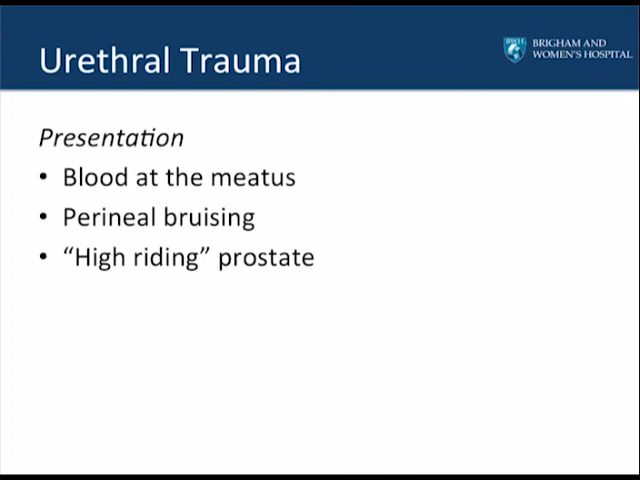 Urethral Trauma
BRIGHAM AND
WOMEN'S HOSPITAL
Presentation
• Blood at the meatus
• Perineal bruising
• “High riding” prostate